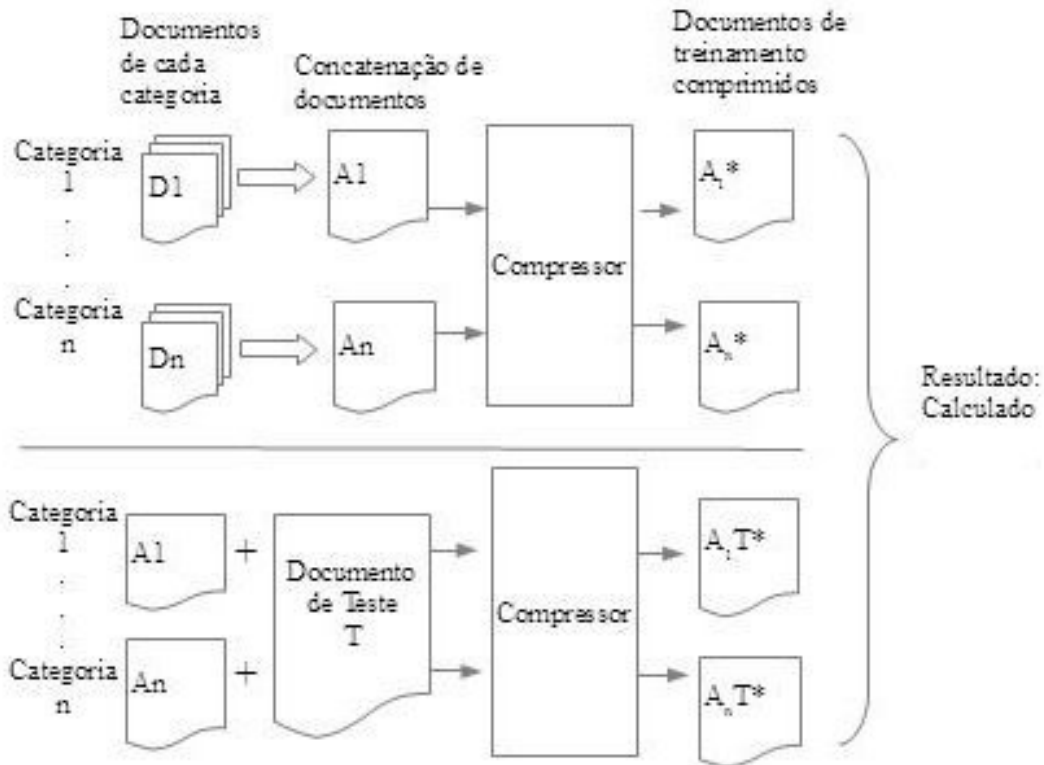 Documentos
de cada
categoria
Concatenação de
documentos
Documentos de
treinamento
comprimidos
Categoria
1
.
.
.
.
Categoria
n
D1
A1
Compressor
A₁*
Dn
An
Aₙ*
Resultado:
Calculado
Categoria
1
.
.
.
.
Categoria
n
A1
+
Documento
de Teste
T
Compressor
A₁T*
An
+
AₙT*